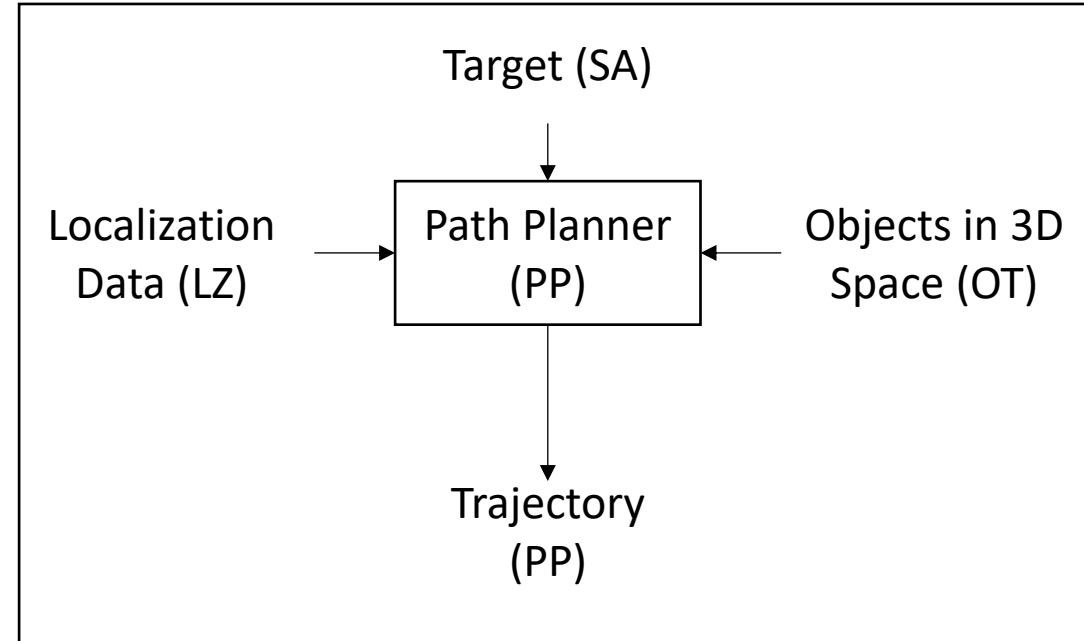 Target (SA)
Localization
Data (LZ)
Path Planner
(PP)
Objects in 3D
Space (OT)
Trajectory
(PP)